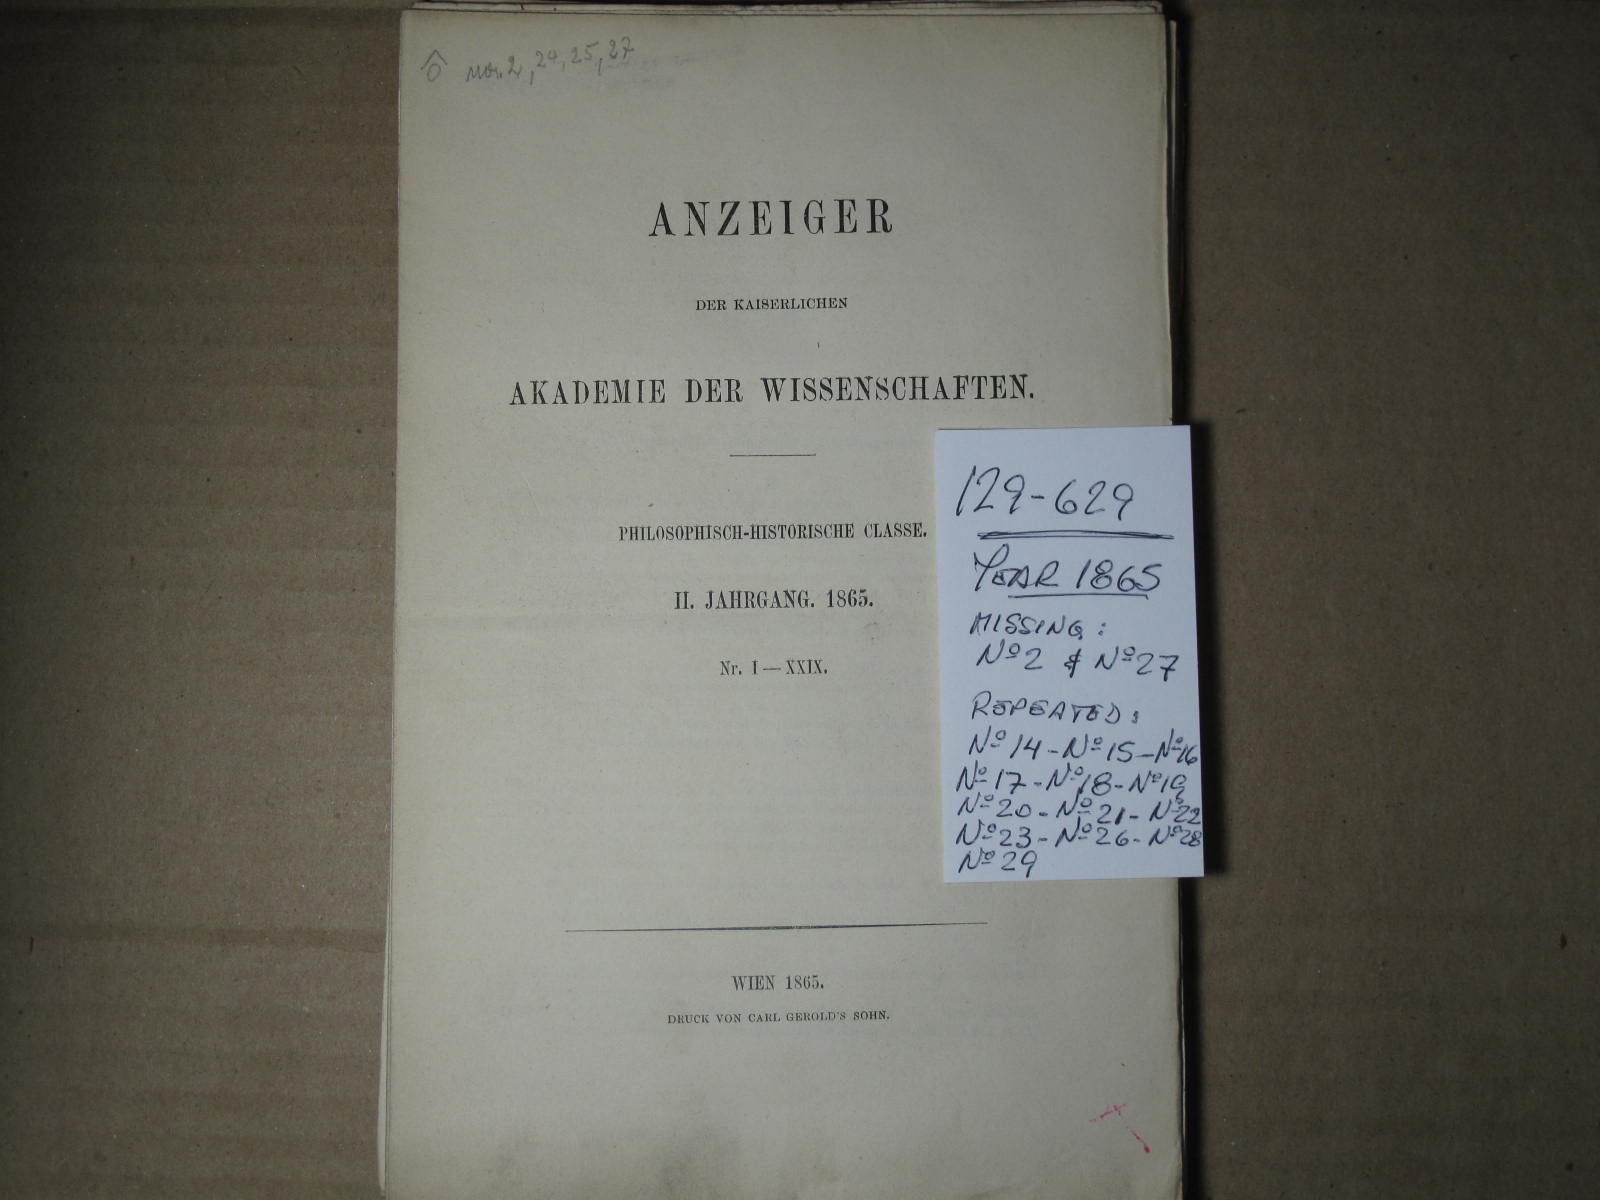 nor. 2, 24, 25, 27
ANZEIGER
DER KAISERLICHEN
AKADEMIE DER WISSENSCHAFTEN.
PHILOSOPHISCH-HISTORISCHE CLASSE.
II. JAHRGANG. 1865.
Nr. I—XXIX.
WIEN 1865.
DRUCK VON CARL GEROLD'S SOHN.
129-629
YEAR 1865
MISSING:
Nº2 & Nº27
REPEATED:
Nº14-Nº15-Nº16
Nº17-Nº18-Nº19
Nº20-Nº21-Nº22
Nº23-Nº26-Nº28
Nº29